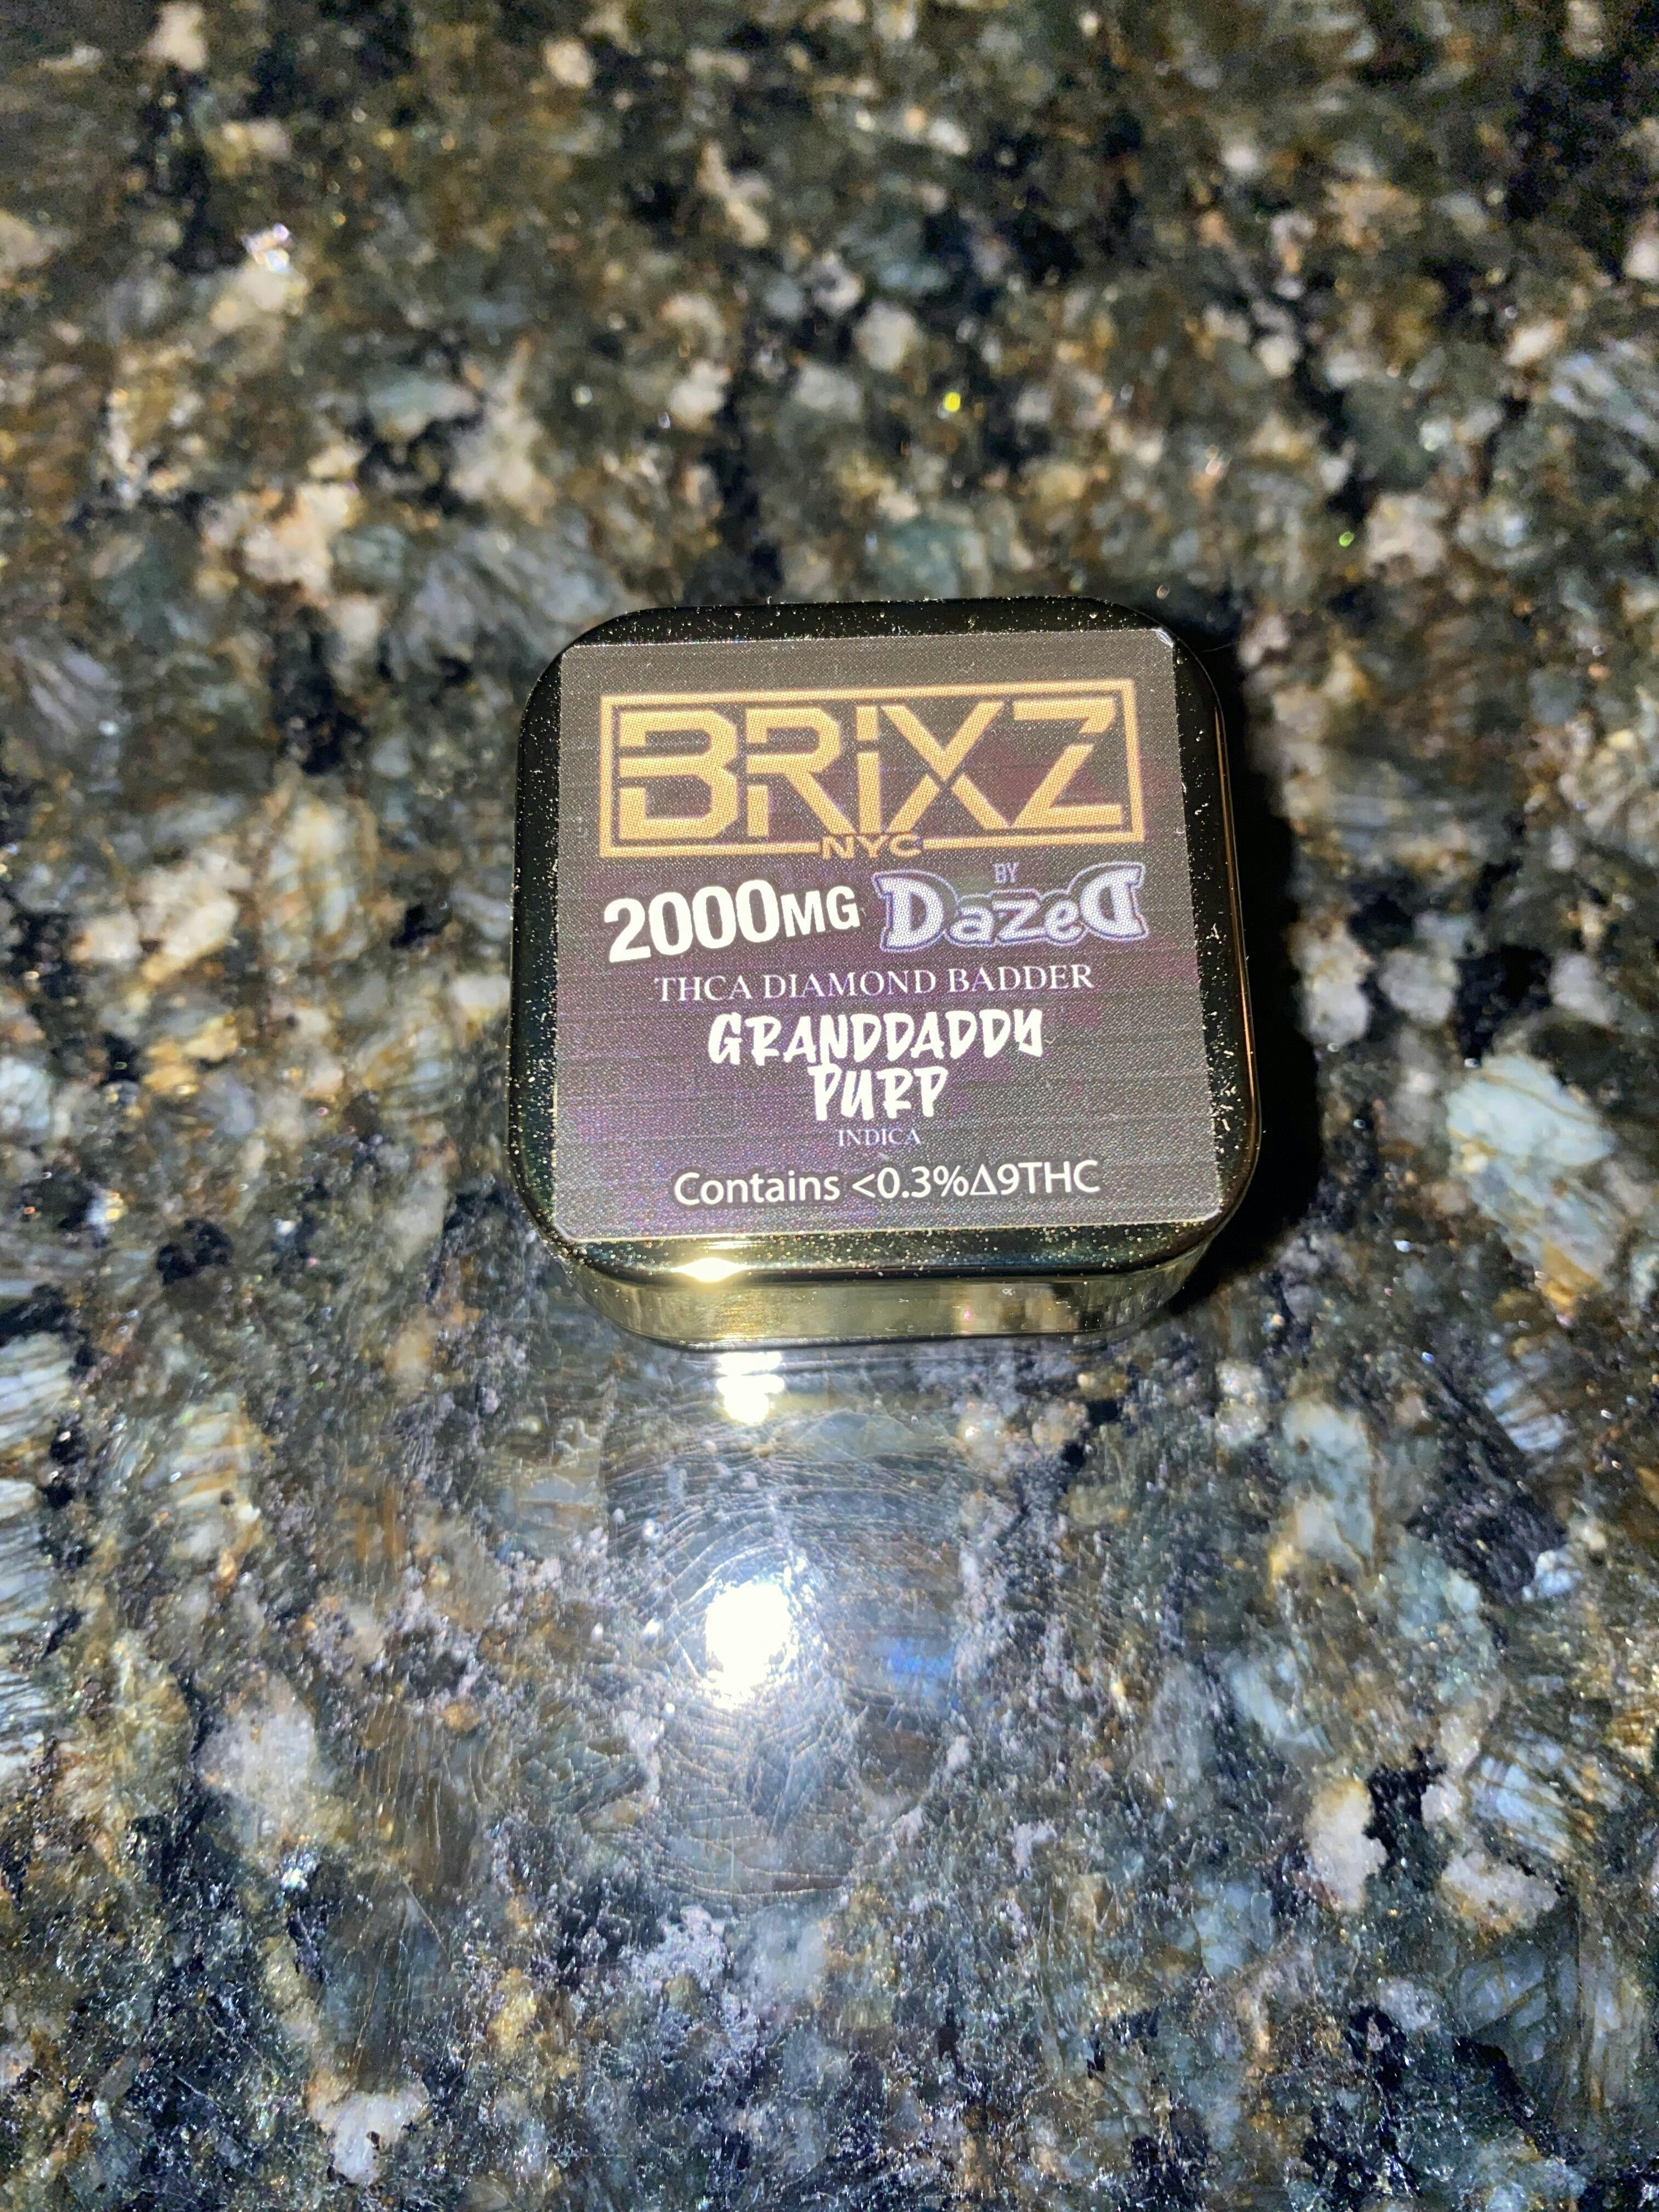 BRIXZ
NYC
BY
2000MG DazeD
THCA DIAMOND BADDER
GRANDDADDY
PURP
INDICA
Contains <0.3%Δ9THC